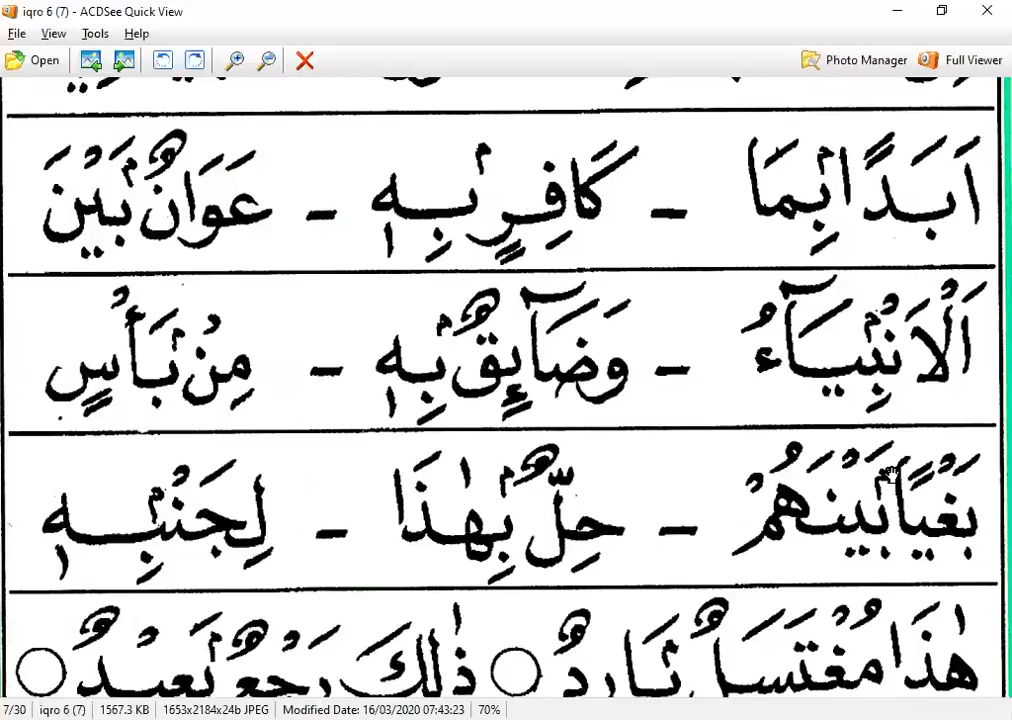 iqro 6 (7) - ACDSee Quick View
File View Tools Help
Open Photo Manager Full Viewer
اَبَدًۢا بِمَا - كَافِرٍۭ بِهٖ - عَوَانٌۢ بَيْنَ
اَلْاَنْۢبِيَآءُ - وَضَآئِقٌۢ بِهٖ - مِنْۢ بَأْسٍ
بَغْيًۢا بَيْنَهُمْ - حِلٌّۢ بِهٰذَا - لِجَنْۢبِهٖ
هٰذَا مُغْتَسَلٌۢ بَارِدٌ ذٰلِكَ رَجْعٌۢ بَعِيْدٌ
7/30 iqro 6 (7) 1567.3 KB 1653x2184x24b JPEG Modified Date: 16/03/2020 07:43:23 70%